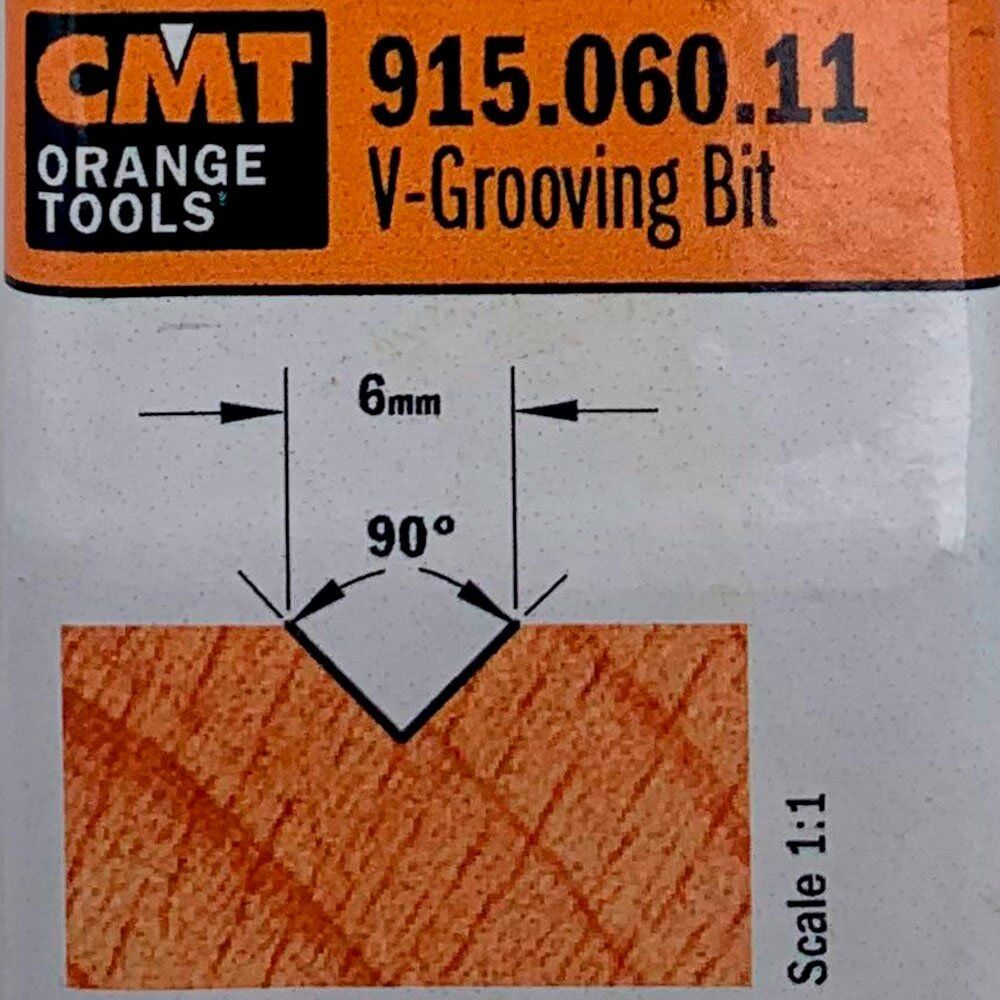 CMT
ORANGE
TOOLS
915.060.11
V-Grooving Bit
6mm
90°
Scale 1:1